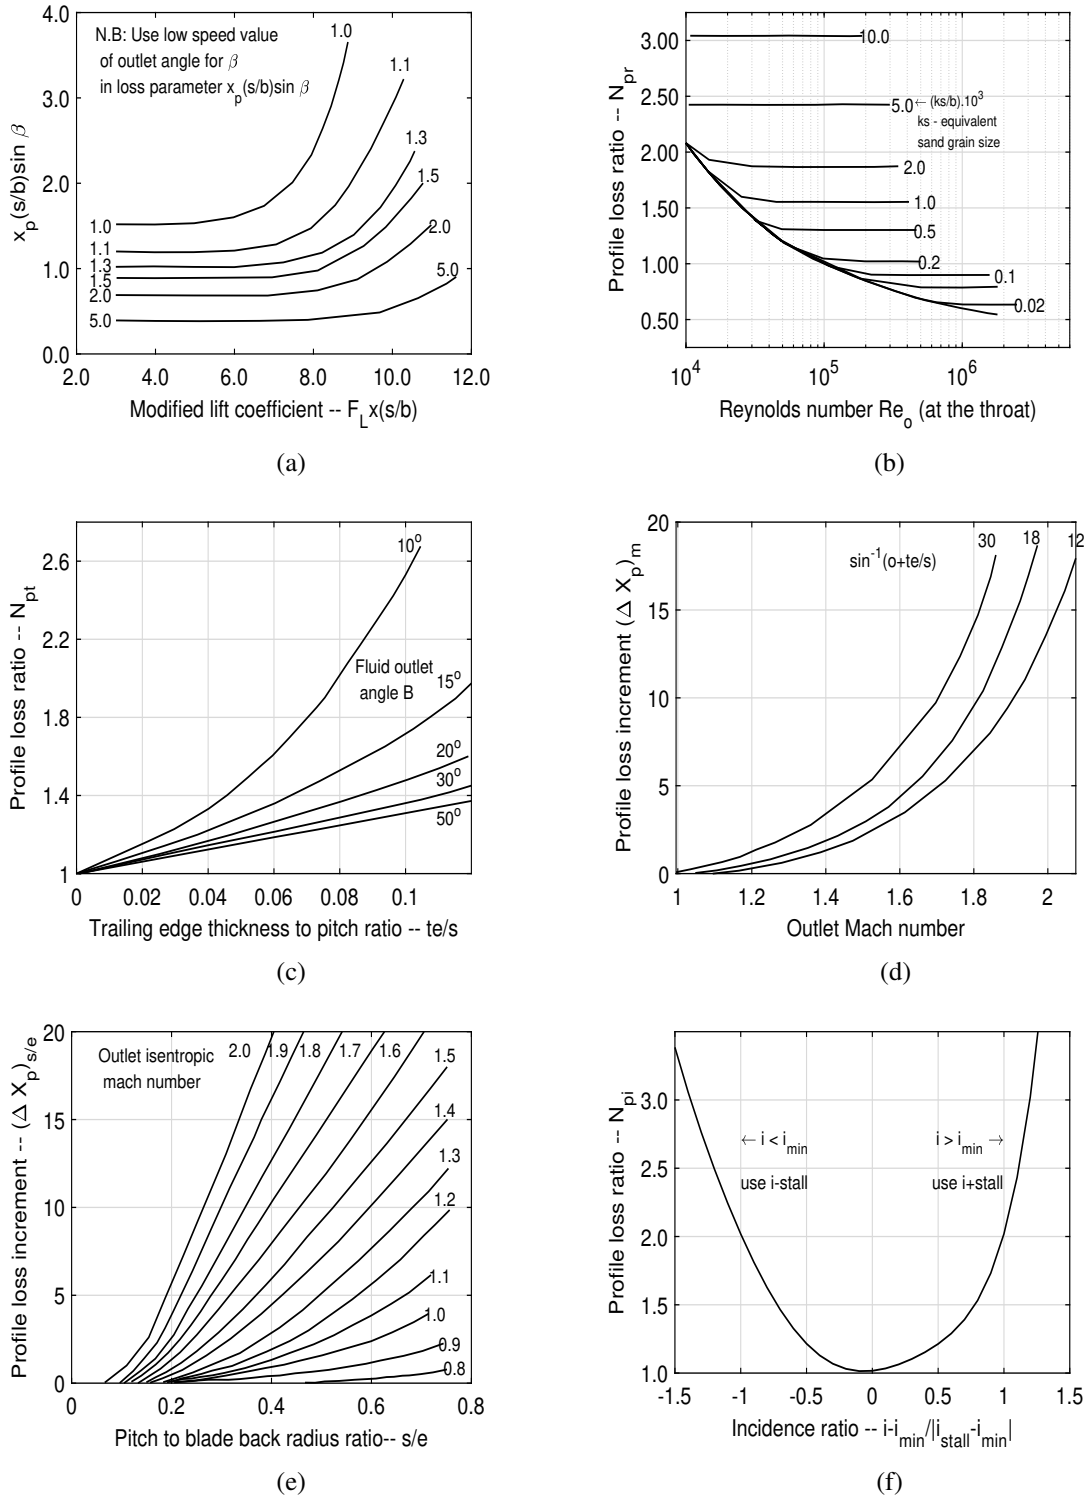 4.0
3.0
2.0
1.0
0.0
x_p(s/b)sin β
N.B: Use low speed value
of outlet angle for β
in loss parameter x_p(s/b)sin β
1.0
1.1
1.3
1.5
2.0
5.0
1.0
1.1
1.3
1.5
2.0
5.0
2.0 4.0 6.0 8.0 10.0 12.0
Modified lift coefficient -- F_L x(s/b)
(a)
3.00
2.50
2.00
1.50
1.00
0.50
Profile loss ratio -- N_pr
10.0
5.0 ← (ks/b).10³
ks - equivalent
sand grain size
2.0
1.0
0.5
0.2
0.1
0.02
10⁴ 10⁵ 10⁶
Reynolds number Re_o (at the throat)
(b)
2.6
2.2
1.8
1.4
1
Profile loss ratio -- N_pt
10°
Fluid outlet
angle B
15°
20°
30°
50°
0 0.02 0.04 0.06 0.08 0.1
Trailing edge thickness to pitch ratio -- te/s
(c)
20
15
10
5
0
Profile loss increment (Δ X_p)_m
sin⁻¹(o+te/s)
30 18 12
1 1.2 1.4 1.6 1.8 2
Outlet Mach number
(d)
20
15
10
5
0
Profile loss increment -- (Δ X_p)_s/e
Outlet isentropic
mach number
2.0 1.9 1.8 1.7 1.6
1.5
1.4
1.3
1.2
1.1
1.0
0.9
0.8
0 0.2 0.4 0.6 0.8
Pitch to blade back radius ratio-- s/e
(e)
3.0
2.5
2.0
1.5
1.0
Profile loss ratio -- N_pi
← i < i_min
use i-stall
i > i_min →
use i+stall
-1.5 -1 -0.5 0 0.5 1 1.5
Incidence ratio -- i-i_min/|i_stall-i_min|
(f)